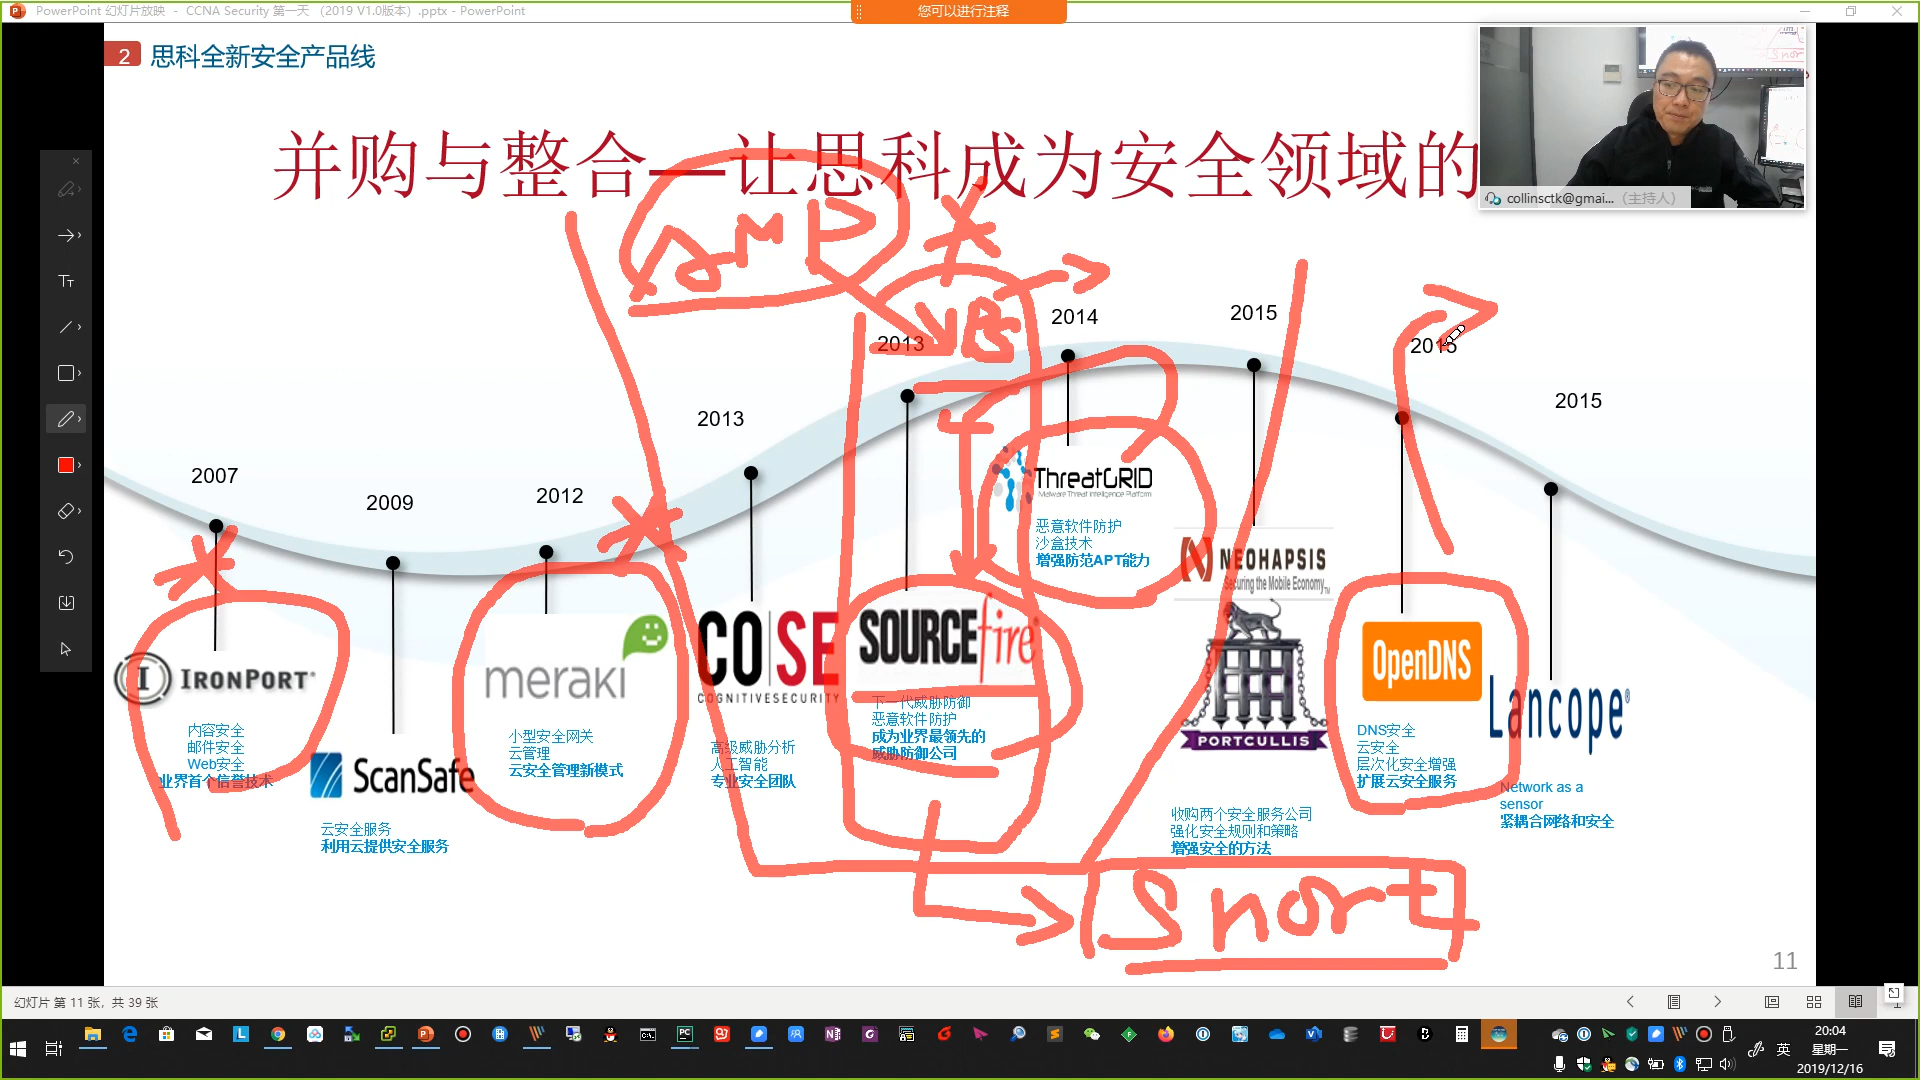 PowerPoint 幻灯片放映 - CCNA Security 第一天 （2019 V1.0版本）.pptx - PowerPoint
您可以进行注释
2 思科全新安全产品线
并购与整合—让思科成为安全领域的
collinsctk@gmai... （主持人）
AMP
2007
2009
2012
2013
2013
2014
2015
2015
2015
IRONPORT
内容安全
邮件安全
Web安全
业界首个信誉技术
ScanSafe
云安全服务
利用云提供安全服务
meraki
小型安全网关
云管理
云安全管理新模式
CO|SE
COGNITIVESECURITY
高级威胁分析
人工智能
专业安全团队
SOURCEfire
下一代威胁防御
恶意软件防护
成为业界最领先的
威胁防御公司
ThreatGRID
Malware Threat Intelligence Platform
恶意软件防护
沙盒技术
增强防范APT能力
NEOHAPSIS
Securing the Mobile Economy™
PORTCULLIS
收购两个安全服务公司
强化安全规则和策略
增强安全的方法
OpenDNS
DNS安全
云安全
层次化安全增强
扩展云安全服务
Lancope®
Network as a
sensor
紧耦合网络和安全
Snort
11
幻灯片 第 11 张，共 39 张
英
20:04
星期一
2019/12/16